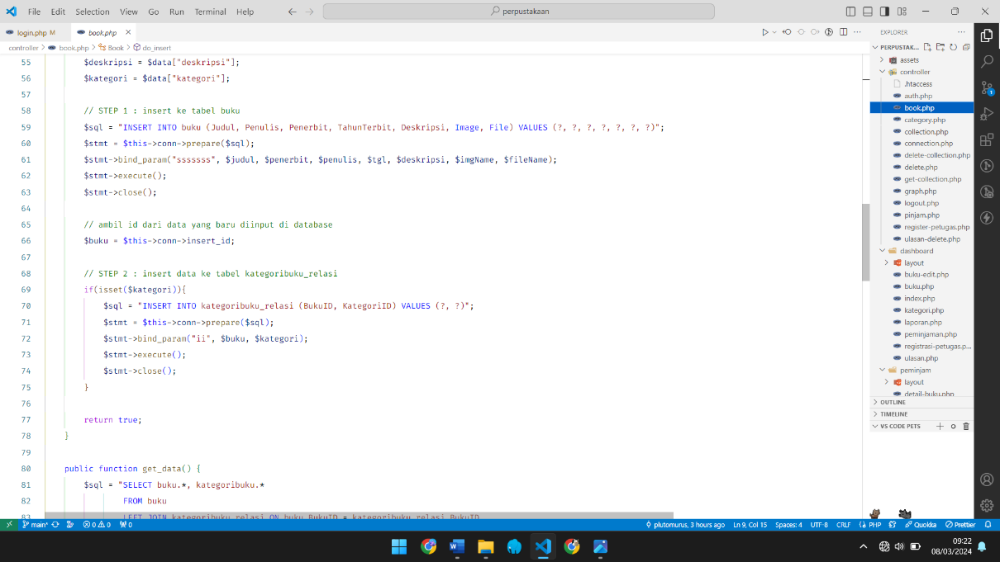 File Edit Selection View Go Run Terminal Help
perpustakaan
login.php M
book.php
controller > book.php > Book > do_insert
55 $deskripsi = $data["deskripsi"];
56 $kategori = $data["kategori"];
57
58 // STEP 1 : insert ke tabel buku
59 $sql = "INSERT INTO buku (Judul, Penulis, Penerbit, TahunTerbit, Deskripsi, Image, File) VALUES (?, ?, ?, ?, ?, ?, ?)";
60 $stmt = $this->conn->prepare($sql);
61 $stmt->bind_param("sssssss", $judul, $penerbit, $penulis, $tgl, $deskripsi, $imgName, $fileName);
62 $stmt->execute();
63 $stmt->close();
64
65 // ambil id dari data yang baru diinput di database
66 $buku = $this->conn->insert_id;
67
68 // STEP 2 : insert data ke tabel kategoribuku_relasi
69 if(isset($kategori)){
70 $sql = "INSERT INTO kategoribuku_relasi (BukuID, KategoriID) VALUES (?, ?)";
71 $stmt = $this->conn->prepare($sql);
72 $stmt->bind_param("ii", $buku, $kategori);
73 $stmt->execute();
74 $stmt->close();
75 }
76
77 return true;
78 }
79
80 public function get_data() {
81 $sql = "SELECT buku.*, kategoribuku.*
82 FROM buku
83 LEFT JOIN kategoribuku_relasi ON buku.BukuID = kategoribuku_relasi.BukuID
EXPLORER
PERPUSTAK...
assets
controller
.htaccess
auth.php
book.php
category.php
collection.php
connection.php
delete-collection.php
delete.php
get-collection.php
graph.php
logout.php
pinjam.php
register-petugas.php
ulasan-delete.php
dashboard
layout
buku-edit.php
buku.php
index.php
kategori.php
laporan.php
peminjaman.php
registrasi-petugas.p...
ulasan.php
peminjam
layout
detail-buku.php
OUTLINE
TIMELINE
VS CODE PETS
1
main* 0 0 0
plutomurus, 3 hours ago Ln 9, Col 15 Spaces: 4 UTF-8 CRLF PHP Quokka Prettier
09:22
08/03/2024